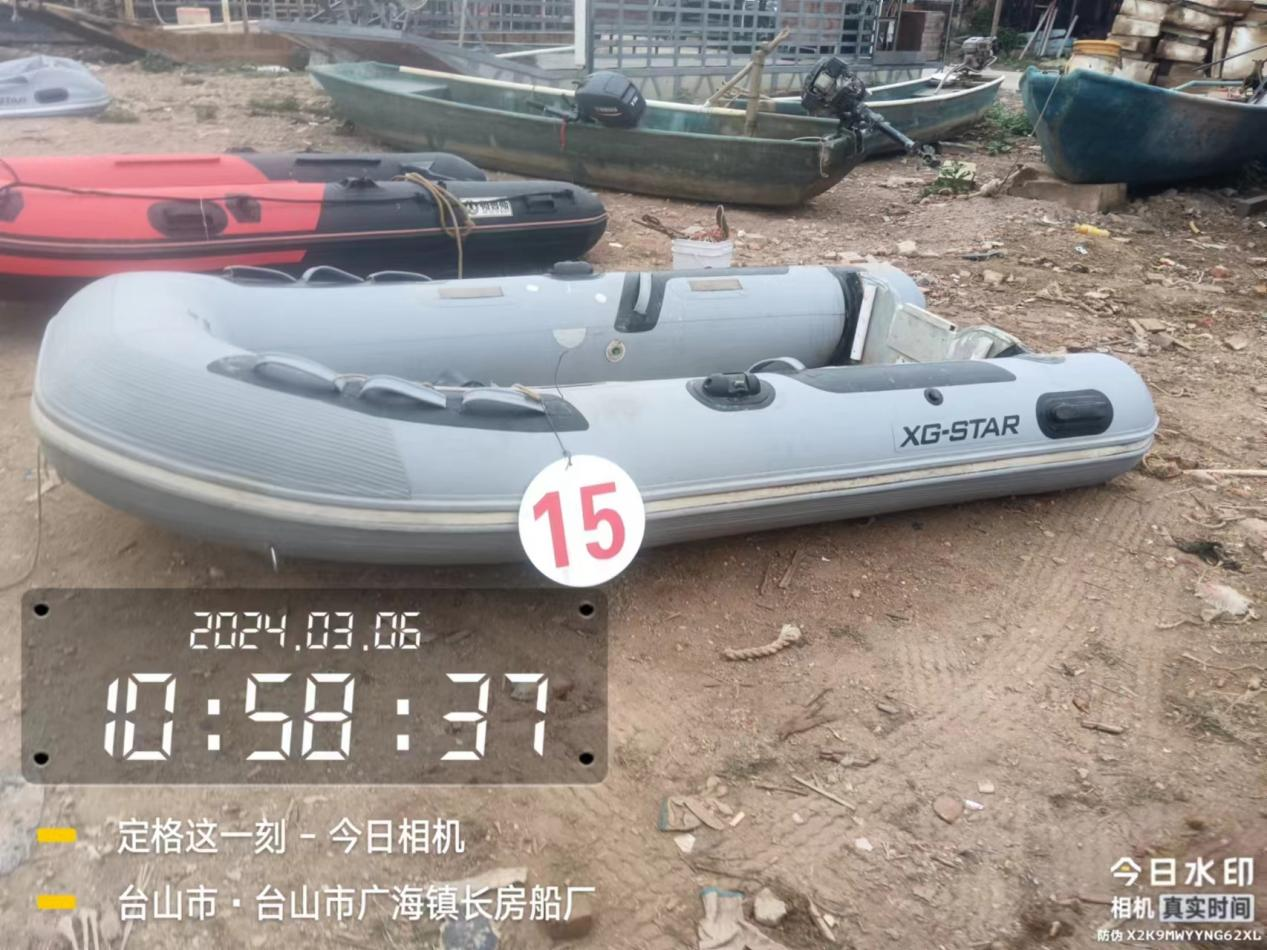 XG-STAR
15
2024.03.06
10:58:37
定格这一刻 - 今日相机
台山市·台山市广海镇长房船厂
今日水印
相机 真实时间
防伪 X2K9MWYYNG62XL